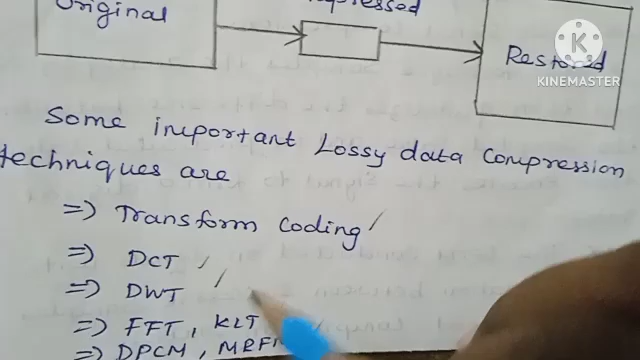 Original
Restored
KINEMASTER
Some important Lossy data compression
techniques are
=> Transform coding
=> DCT
=> DWT
=> FFT, KLT
=> DPCM,